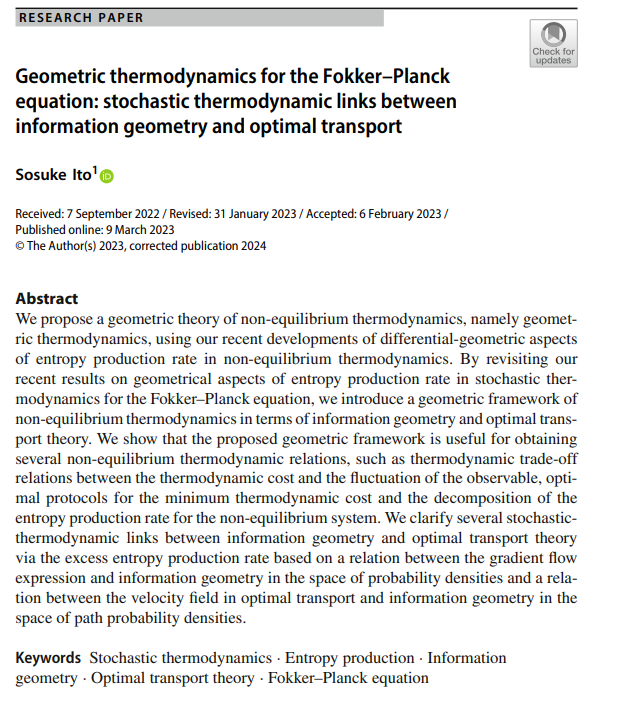 RESEARCH PAPER
Check for
updates
Geometric thermodynamics for the Fokker–Planck
equation: stochastic thermodynamic links between
information geometry and optimal transport
Sosuke Ito1 iD
Received: 7 September 2022 / Revised: 31 January 2023 / Accepted: 6 February 2023 /
Published online: 9 March 2023
© The Author(s) 2023, corrected publication 2024
Abstract
We propose a geometric theory of non-equilibrium thermodynamics, namely geomet-
ric thermodynamics, using our recent developments of differential-geometric aspects
of entropy production rate in non-equilibrium thermodynamics. By revisiting our
recent results on geometrical aspects of entropy production rate in stochastic ther-
modynamics for the Fokker–Planck equation, we introduce a geometric framework of
non-equilibrium thermodynamics in terms of information geometry and optimal trans-
port theory. We show that the proposed geometric framework is useful for obtaining
several non-equilibrium thermodynamic relations, such as thermodynamic trade-off
relations between the thermodynamic cost and the fluctuation of the observable, opti-
mal protocols for the minimum thermodynamic cost and the decomposition of the
entropy production rate for the non-equilibrium system. We clarify several stochastic-
thermodynamic links between information geometry and optimal transport theory
via the excess entropy production rate based on a relation between the gradient flow
expression and information geometry in the space of probability densities and a rela-
tion between the velocity field in optimal transport and information geometry in the
space of path probability densities.
Keywords Stochastic thermodynamics · Entropy production · Information
geometry · Optimal transport theory · Fokker–Planck equation